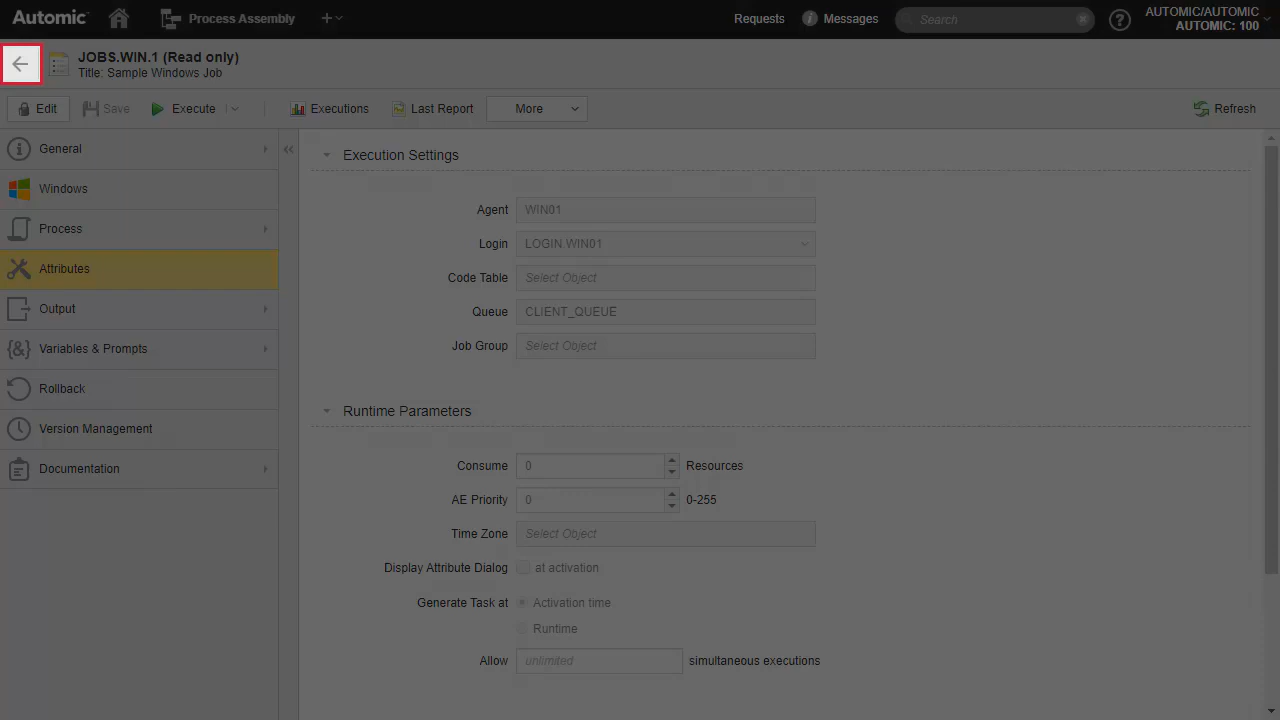 Automic Process Assembly Requests Messages Search AUTOMIC/AUTOMIC
AUTOMIC: 100
JOBS.WIN.1 (Read only)
Title: Sample Windows Job
Edit Save Execute Executions Last Report More Refresh
General
Windows
Process
Attributes
Output
Variables & Prompts
Rollback
Version Management
Documentation
Execution Settings
Agent WIN01
Login LOGIN.WIN01
Code Table Select Object
Queue CLIENT_QUEUE
Job Group Select Object
Runtime Parameters
Consume 0 Resources
AE Priority 0 0-255
Time Zone Select Object
Display Attribute Dialog at activation
Generate Task at Activation time
Runtime
Allow unlimited simultaneous executions